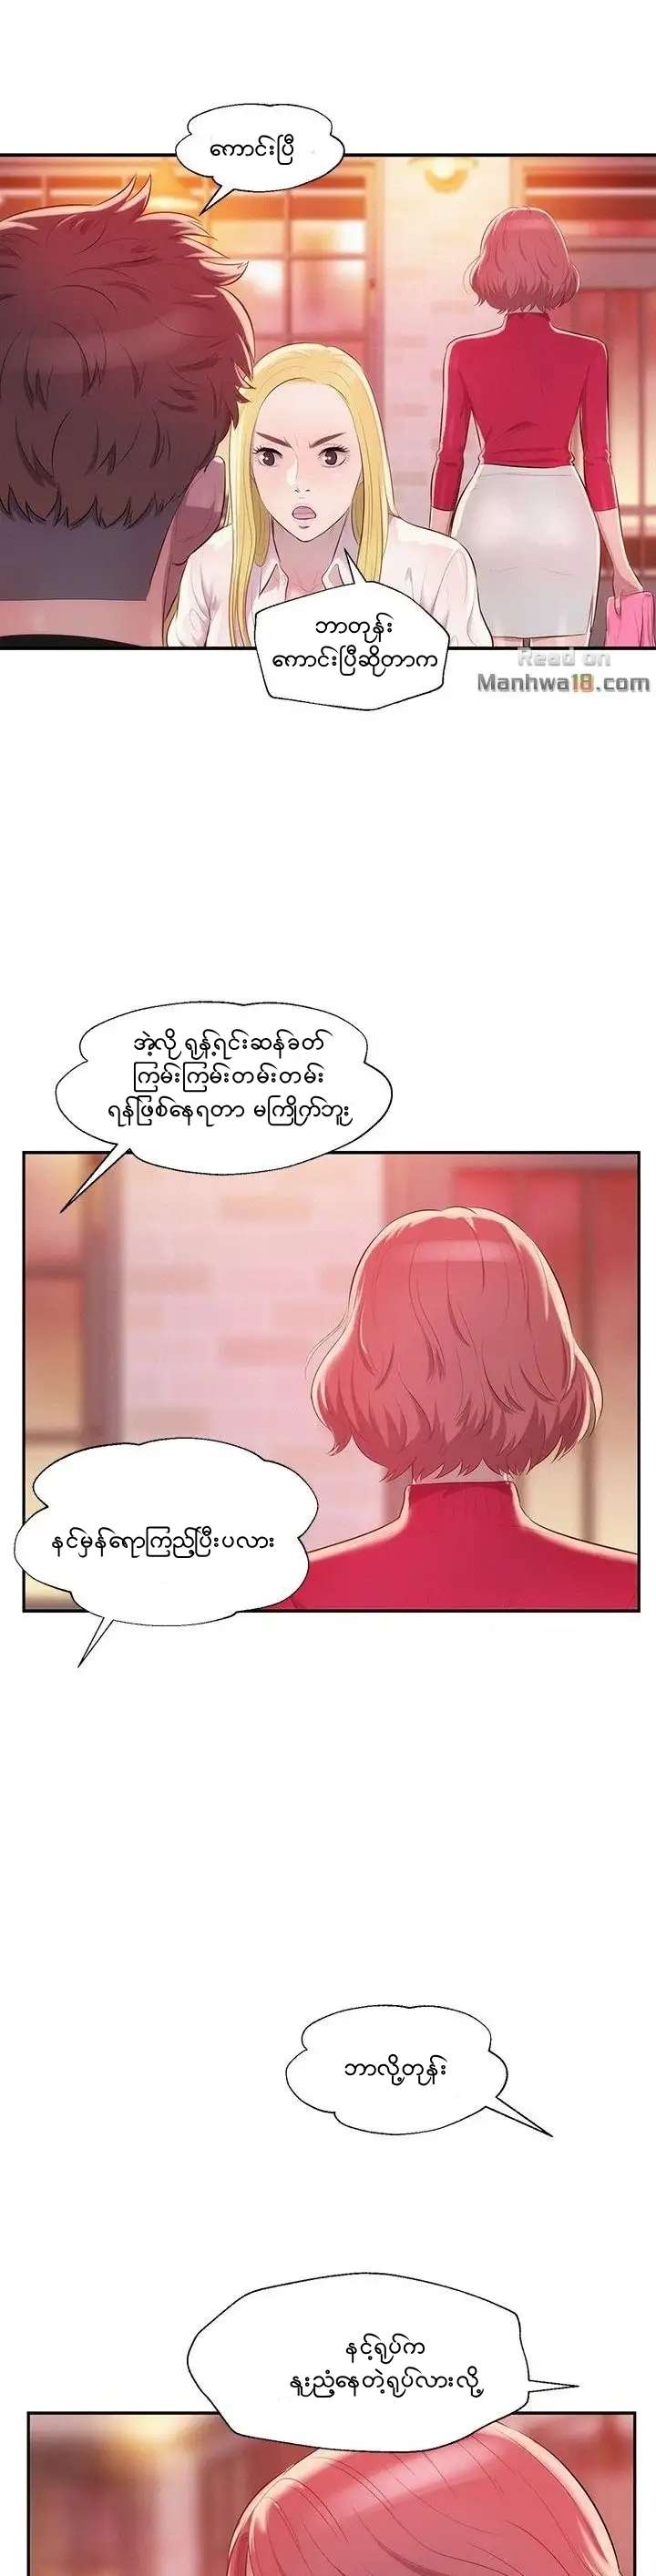 ကောင်းပြီ
ဘာတုန်း
ကောင်းပြီဆိုတာက
Read on
Manhwa18.com
အဲ့လို ရုန့်ရင်းဆန်ခတ်
ကြမ်းကြမ်းတမ်းတမ်း
ရန်ဖြစ်နေရတာ မကြိုက်ဘူး
နင်မှန်ရောကြည့်ပြီးပလား
ဘာလို့တုန်း
နင့်ရုပ်က
နူးညံ့နေတဲ့ရုပ်လားလို့